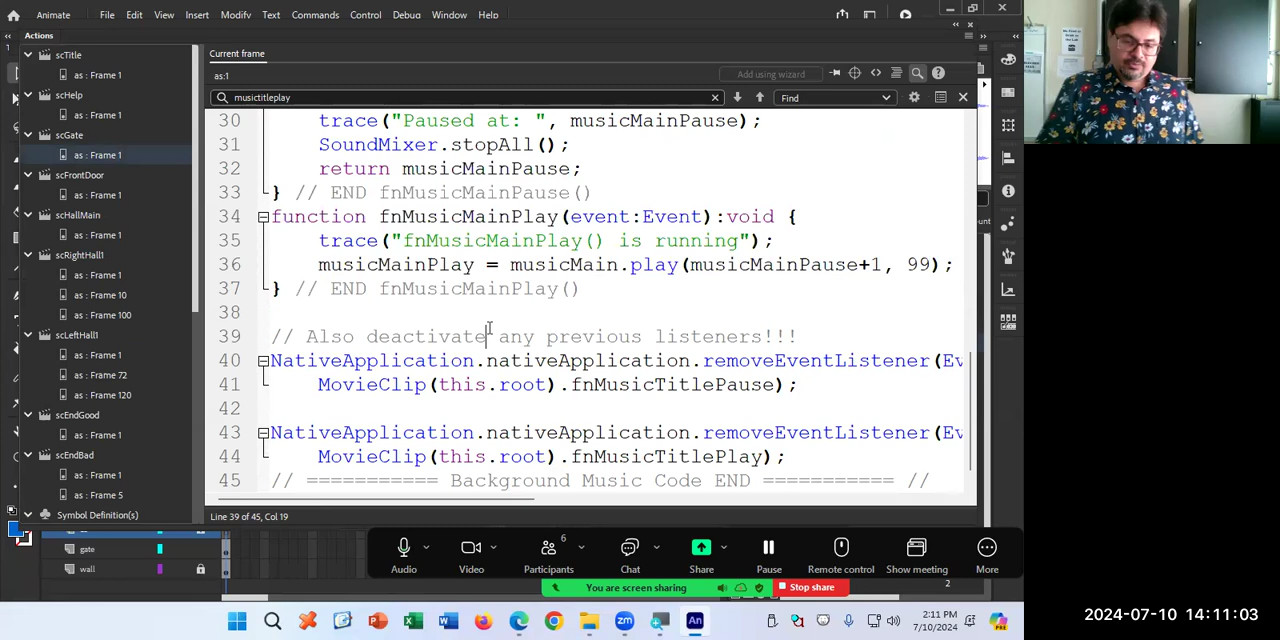 Animate File Edit View Insert Modify Text Commands Control Debug Window Help
Actions
Current frame
as:1
Add using wizard
musictitleplay
Find
scTitle
as : Frame 1
scHelp
as : Frame 1
scGate
as : Frame 1
scFrontDoor
as : Frame 1
scHallMain
as : Frame 1
scRightHall1
as : Frame 1
as : Frame 10
as : Frame 100
scLeftHall1
as : Frame 1
as : Frame 72
as : Frame 120
scEndGood
as : Frame 1
scEndBad
as : Frame 1
as : Frame 5
Symbol Definition(s)
30 trace("Paused at: ", musicMainPause);
31 SoundMixer.stopAll();
32 return musicMainPause;
33 } // END fnMusicMainPause()
34 function fnMusicMainPlay(event:Event):void {
35 trace("fnMusicMainPlay() is running");
36 musicMainPlay = musicMain.play(musicMainPause+1, 99);
37 } // END fnMusicMainPlay()
38
39 // Also deactivate any previous listeners!!!
40 NativeApplication.nativeApplication.removeEventListener(Ev
41 MovieClip(this.root).fnMusicTitlePause);
42
43 NativeApplication.nativeApplication.removeEventListener(Ev
44 MovieClip(this.root).fnMusicTitlePlay);
45 // =========== Background Music Code END =========== //
Line 39 of 45, Col 19
gate
wall
6
Audio Video Participants Chat Share Pause Remote control Show meeting More
You are screen sharing Stop share
2
2:11 PM
7/10/2024
2024-07-10 14:11:03